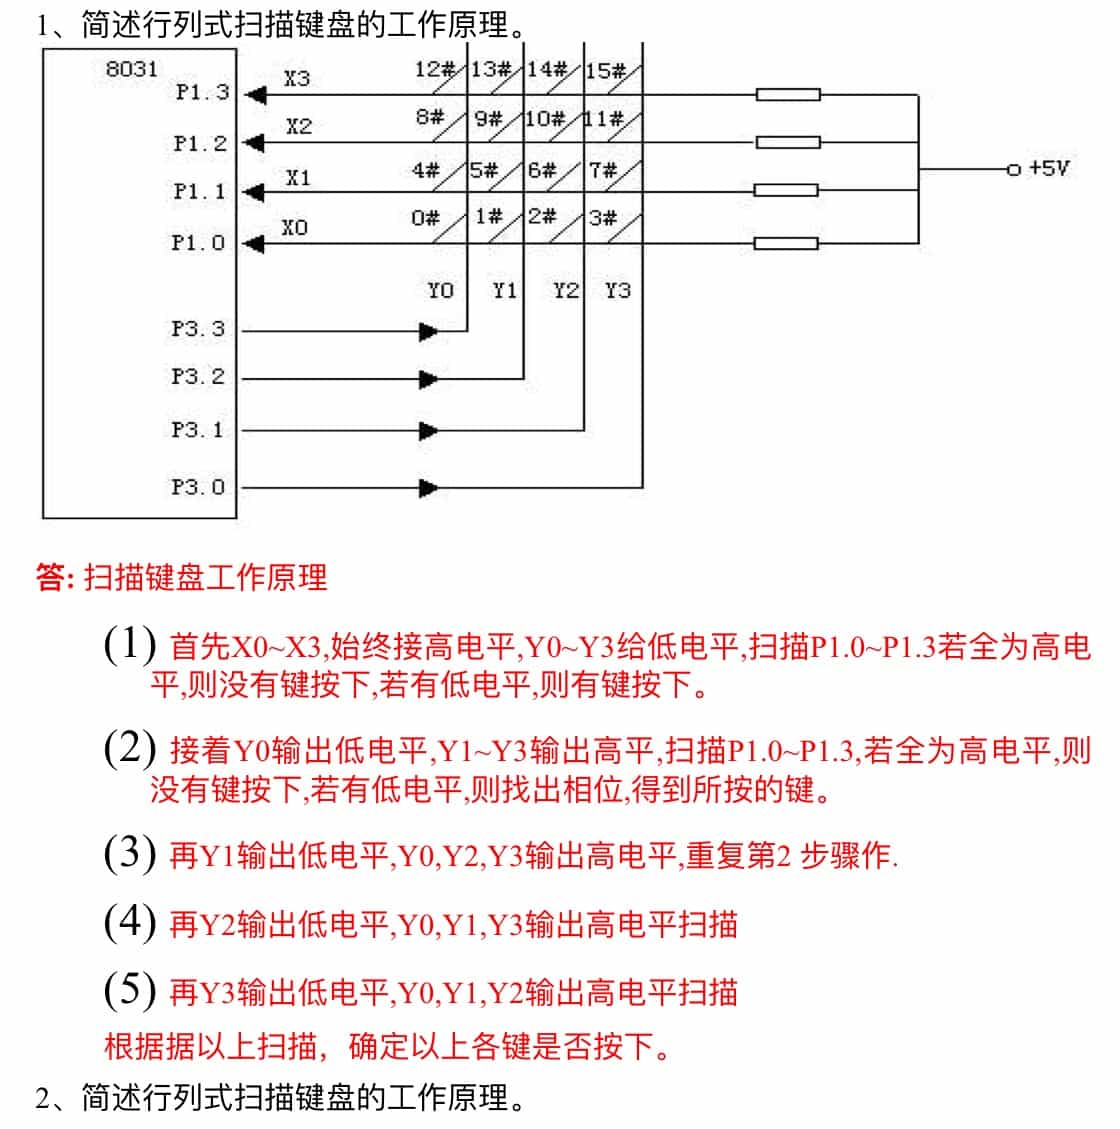 1、简述行列式扫描键盘的工作原理。
8031
P1.3 X3 12# 13# 14# 15#
P1.2 X2 8# 9# 10# 11#
P1.1 X1 4# 5# 6# 7#
+5V
P1.0 X0 0# 1# 2# 3#
Y0 Y1 Y2 Y3
P3.3
P3.2
P3.1
P3.0
答: 扫描键盘工作原理
(1) 首先X0~X3,始终接高电平,Y0~Y3给低电平,扫描P1.0~P1.3若全为高电
平,则没有键按下,若有低电平,则有键按下。
(2) 接着Y0输出低电平,Y1~Y3输出高平,扫描P1.0~P1.3,若全为高电平,则
没有键按下,若有低电平,则找出相位,得到所按的键。
(3) 再Y1输出低电平,Y0,Y2,Y3输出高电平,重复第2 步骤作.
(4) 再Y2输出低电平,Y0,Y1,Y3输出高电平扫描
(5) 再Y3输出低电平,Y0,Y1,Y2输出高电平扫描
根据据以上扫描，确定以上各键是否按下。
2、简述行列式扫描键盘的工作原理。